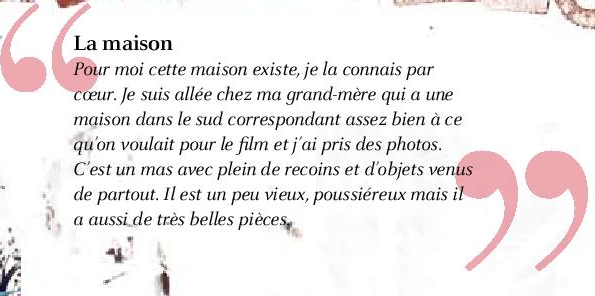 La maison
Pour moi cette maison existe, je la connais par
cœur. Je suis allée chez ma grand-mère qui a une
maison dans le sud correspondant assez bien à ce
qu'on voulait pour le film et j'ai pris des photos.
C'est un mas avec plein de recoins et d'objets venus
de partout. Il est un peu vieux, poussiéreux mais il
a aussi de très belles pièces.